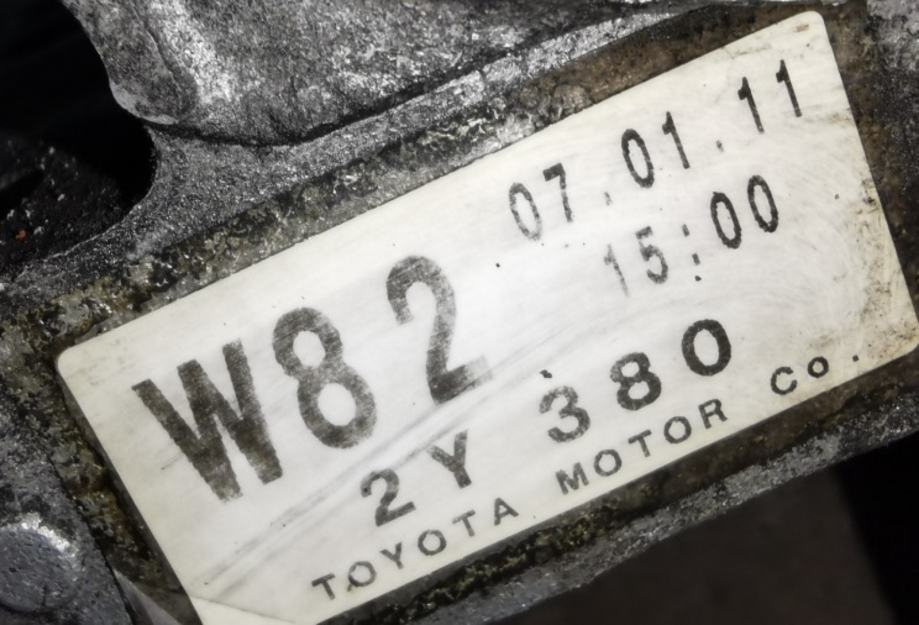 07.01.11
15:00
W82
2Y 380
TOYOTA MOTOR Co.